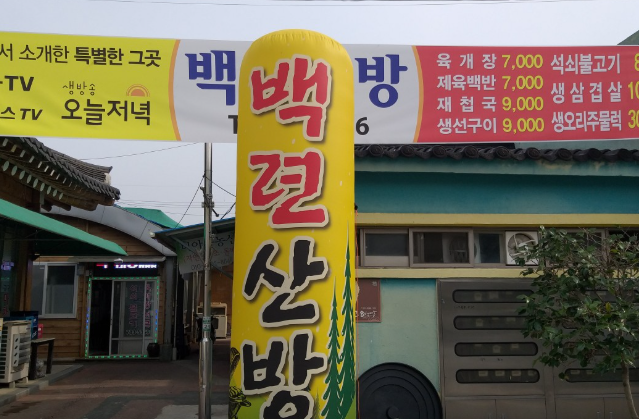 서 소개한 특별한 그곳
TV
스TV
생방송
오늘저녁
백
방
6
육개장 7,000
제육백반 7,000
재첩국 9,000
생선구이 9,000
석쇠불고기
생삼겹살
생오리주물럭
백련산방